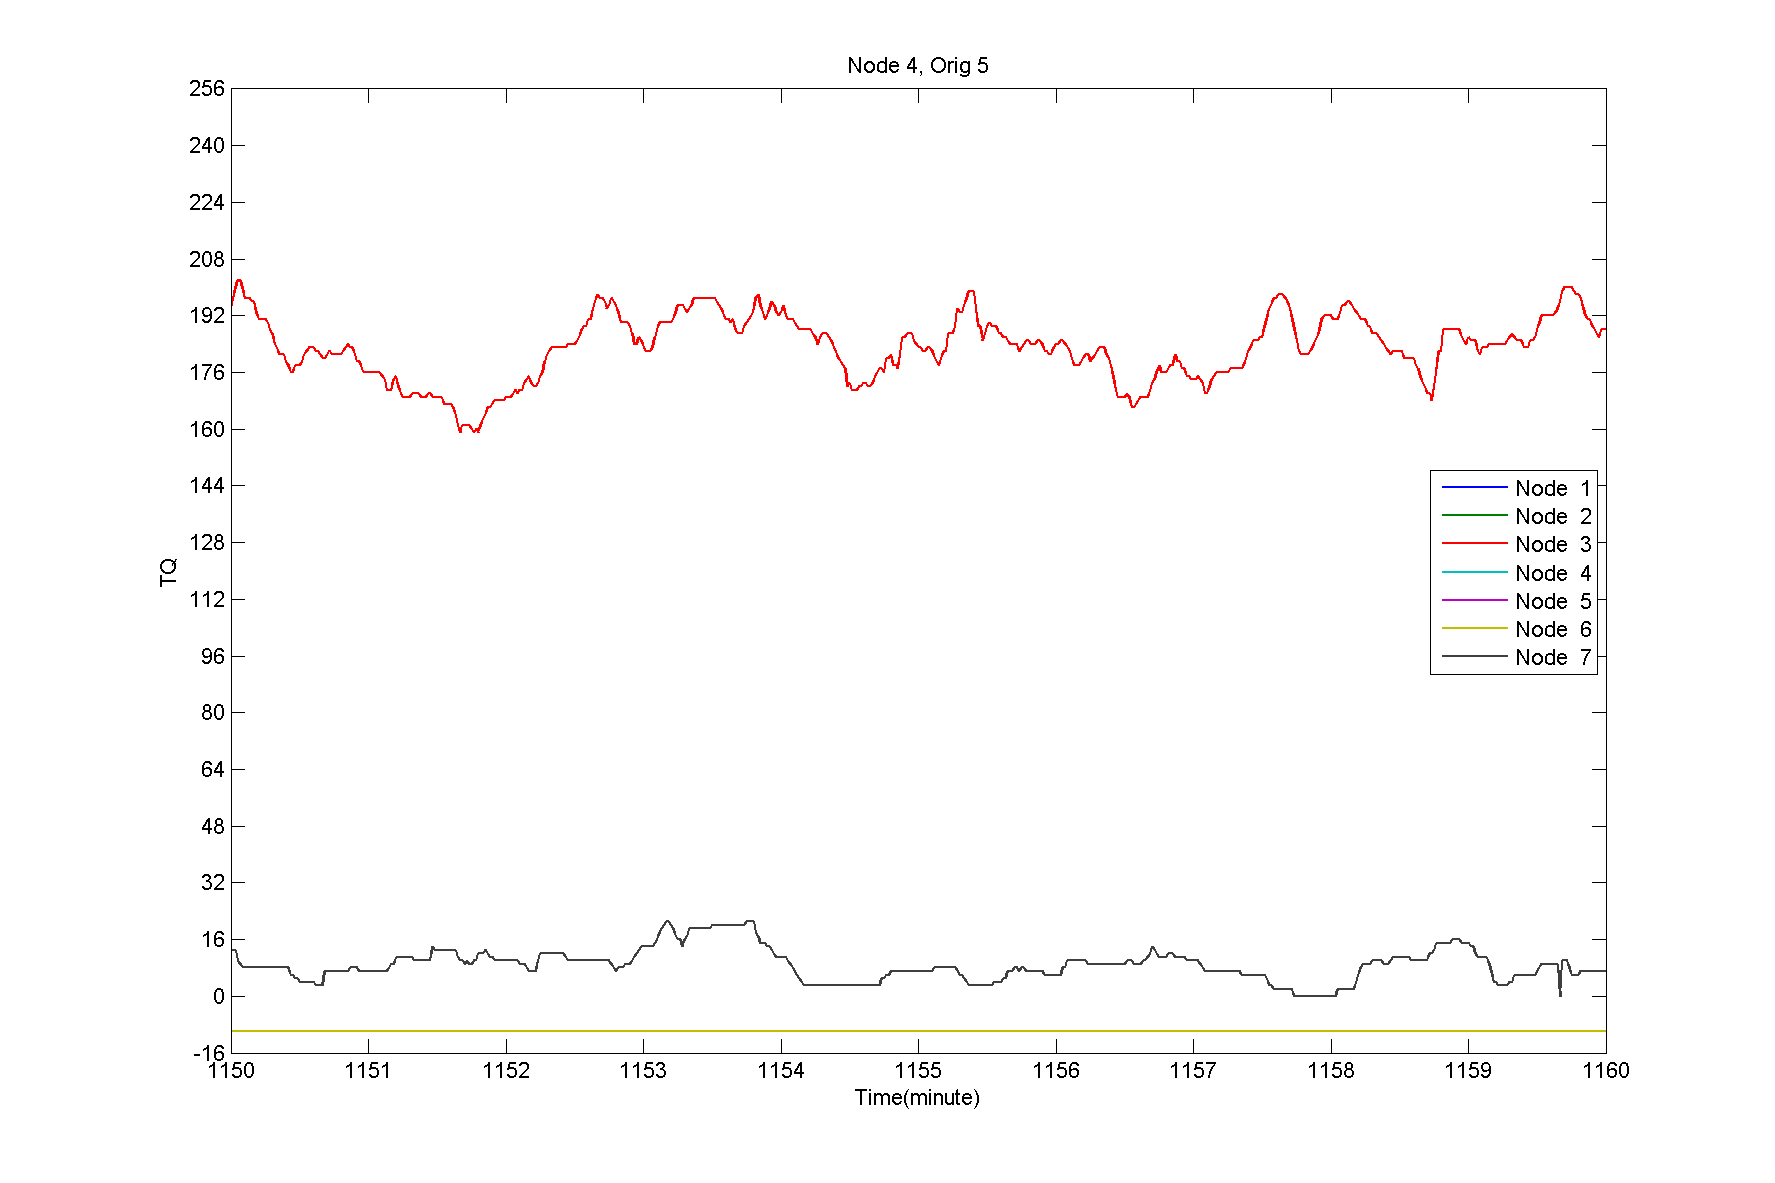 Node 4, Orig 5
256
240
224
208
192
176
160
144
128
112
96
80
64
48
32
16
0
-16
TQ
Node 1
Node 2
Node 3
Node 4
Node 5
Node 6
Node 7
1150 1151 1152 1153 1154 1155 1156 1157 1158 1159 1160
Time(minute)